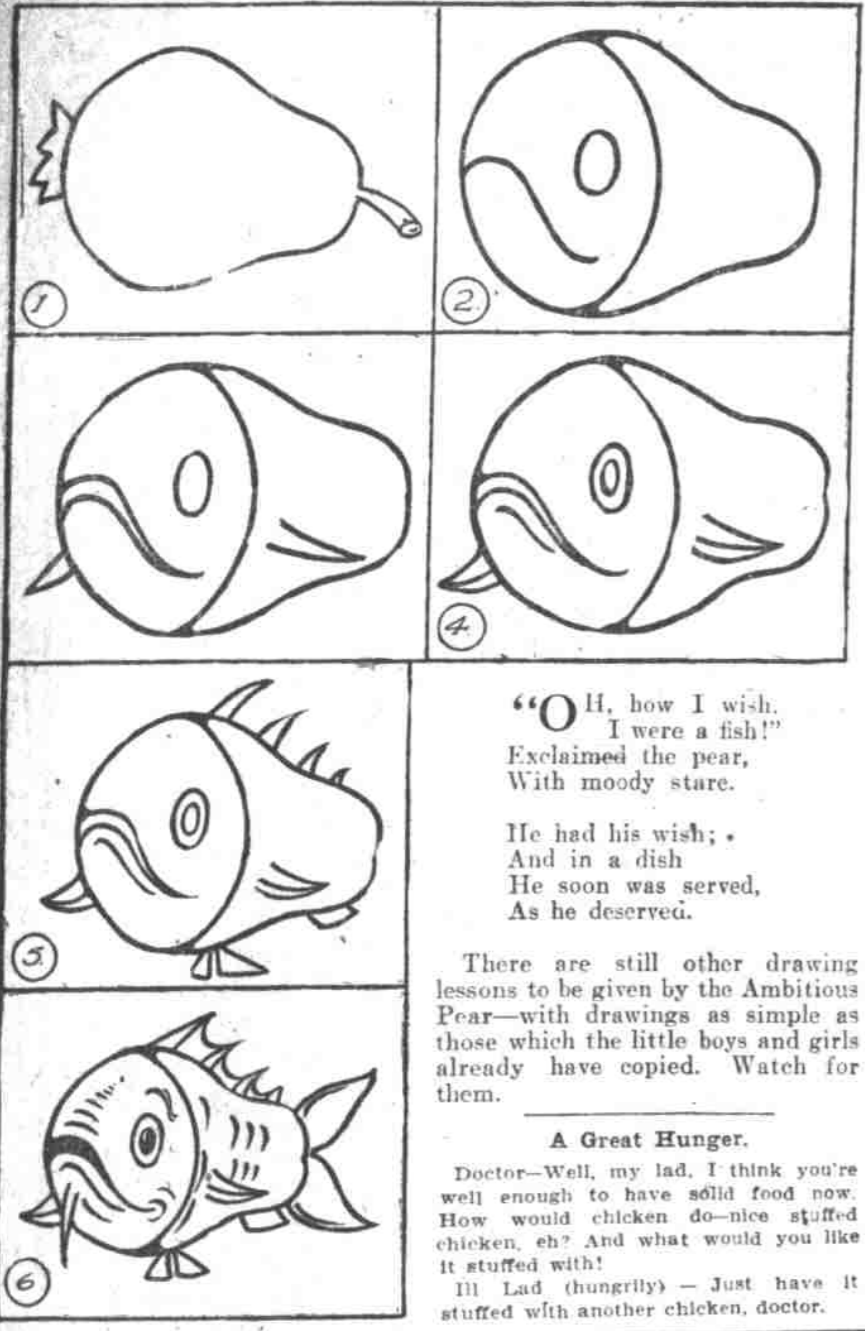 1
2
4
5
6
"OH, how I wish.
I were a fish!"
Exclaimed the pear,
With moody stare.
He had his wish;
And in a dish
He soon was served,
As he deserved.
There are still other drawing
lessons to be given by the Ambitious
Pear—with drawings as simple as
those which the little boys and girls
already have copied. Watch for
them.
A Great Hunger.
Doctor—Well, my lad, I think you're
well enough to have solid food now.
How would chicken do—nice stuffed
chicken, eh? And what would you like
it stuffed with!
Ill Lad (hungrily) — Just have it
stuffed with another chicken, doctor.